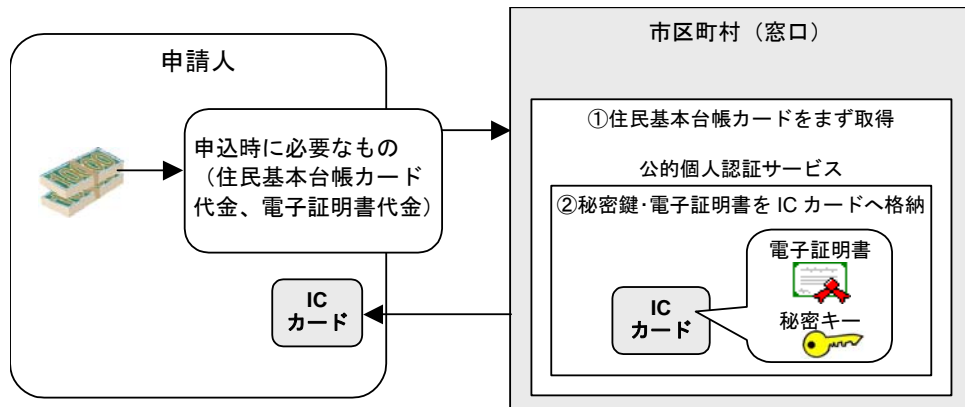 申請人
申込時に必要なもの
（住民基本台帳カード
代金、電子証明書代金）
IC
カード
市区町村（窓口）
①住民基本台帳カードをまず取得
公的個人認証サービス
②秘密鍵･電子証明書を IC カードへ格納
IC
カード
電子証明書
秘密キー